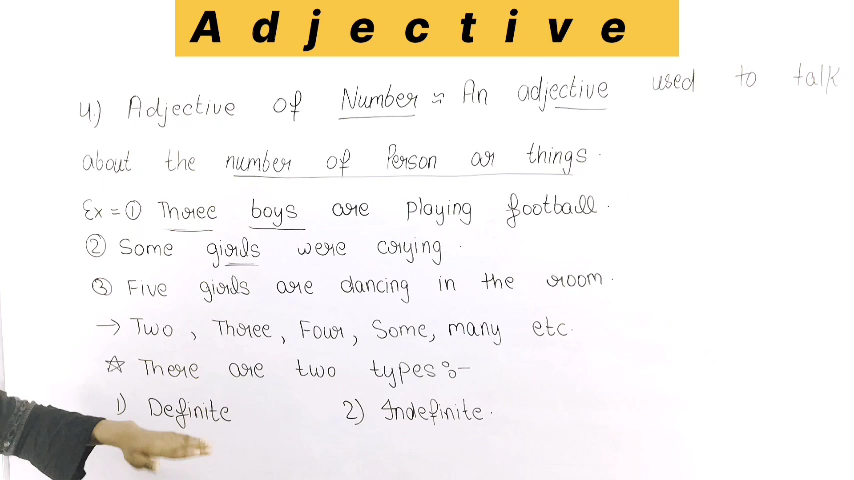 Adjective
4.) Adjective of Number :- An adjective used to talk
about the number of Person or things.
Ex = ① Three boys are playing football.
② Some girls were crying.
③ Five girls are dancing in the room.
→ Two, Three, Four, Some, many etc.
☆ There are two types :-
1) Definite 2) Indefinite.